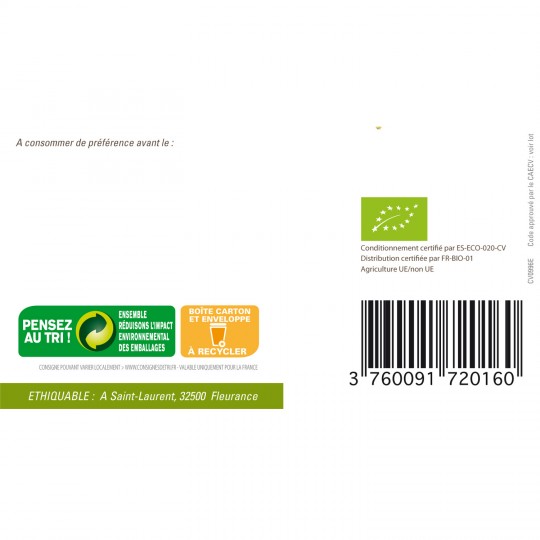 A consommer de préférence avant le :
Conditionnement certifié par ES-ECO-020-CV
Distribution certifiée par FR-BIO-01
Agriculture UE/non UE
CV0996E Code approuvé par le CAECV : voir lot
PENSEZ
AU TRI !
ENSEMBLE
RÉDUISONS L'IMPACT
ENVIRONNEMENTAL
DES EMBALLAGES
BOÎTE CARTON
ET ENVELOPPE
À RECYCLER
CONSIGNE POUVANT VARIER LOCALEMENT > WWW.CONSIGNESDETRI.FR - VALABLE UNIQUEMENT POUR LA FRANCE
ETHIQUABLE : A Saint-Laurent, 32500 Fleurance
3 760091 720160